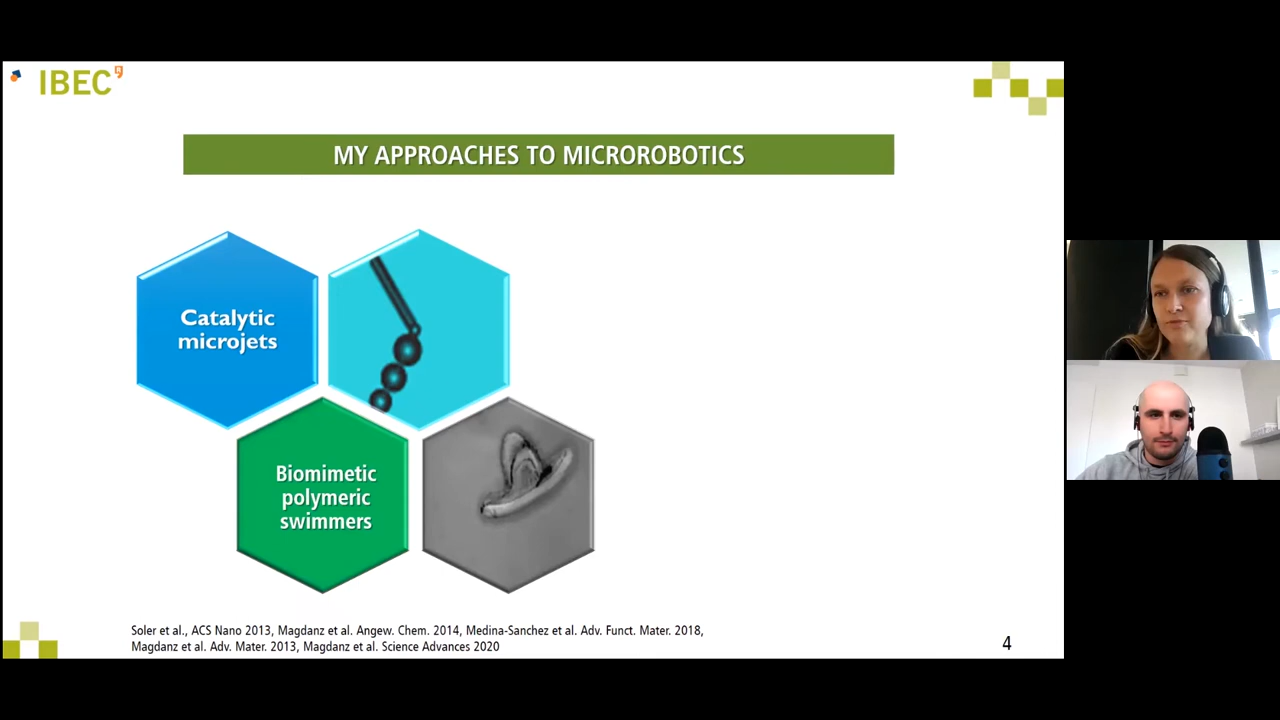 IBEC
MY APPROACHES TO MICROROBOTICS
Catalytic
microjets
Biomimetic
polymeric
swimmers
Soler et al., ACS Nano 2013, Magdanz et al. Angew. Chem. 2014, Medina-Sanchez et al. Adv. Funct. Mater. 2018,
Magdanz et al. Adv. Mater. 2013, Magdanz et al. Science Advances 2020
4